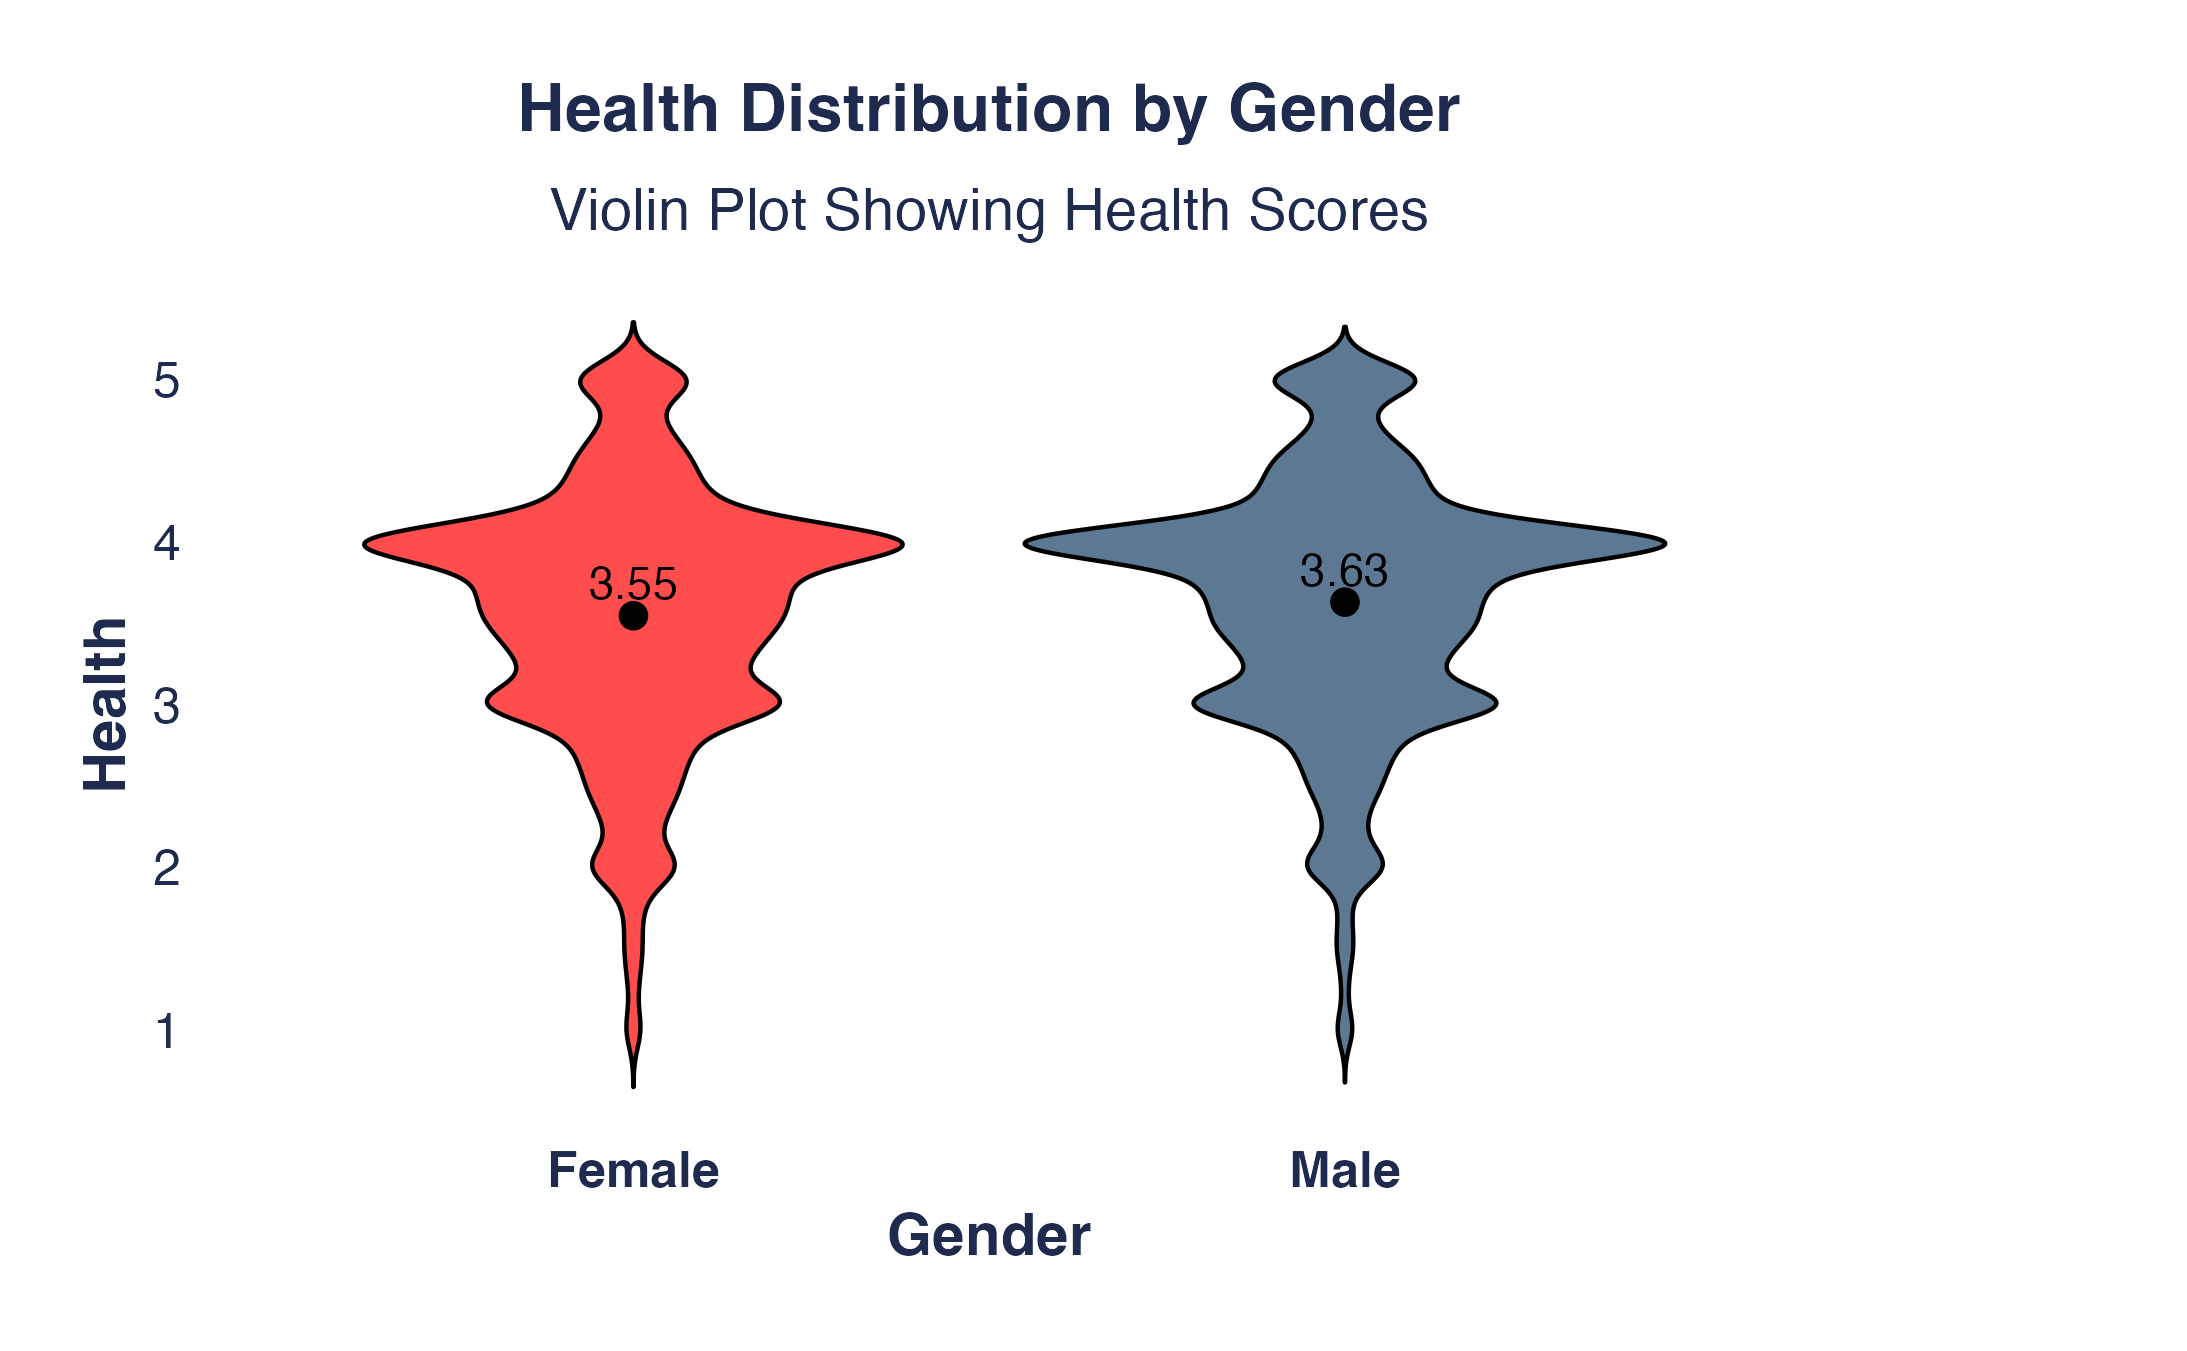 Health Distribution by Gender
Violin Plot Showing Health Scores
Health
5
4
3
2
1
3.55
3.63
Female
Male
Gender